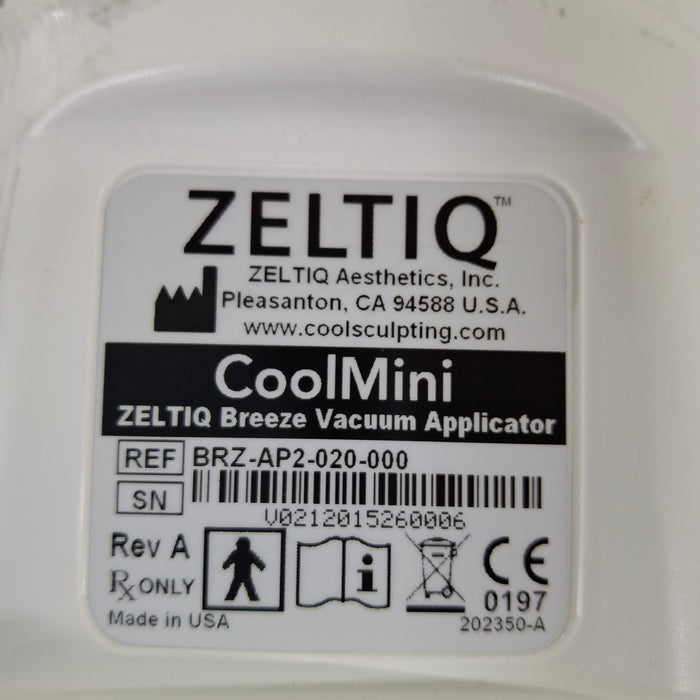 ZELTIQ™
ZELTIQ Aesthetics, Inc.
Pleasanton, CA 94588 U.S.A.
www.coolsculpting.com
CoolMini
ZELTIQ Breeze Vacuum Applicator
REF BRZ-AP2-020-000
SN
V0212015260006
Rev A
Rx ONLY
CE
0197
Made in USA
202350-A